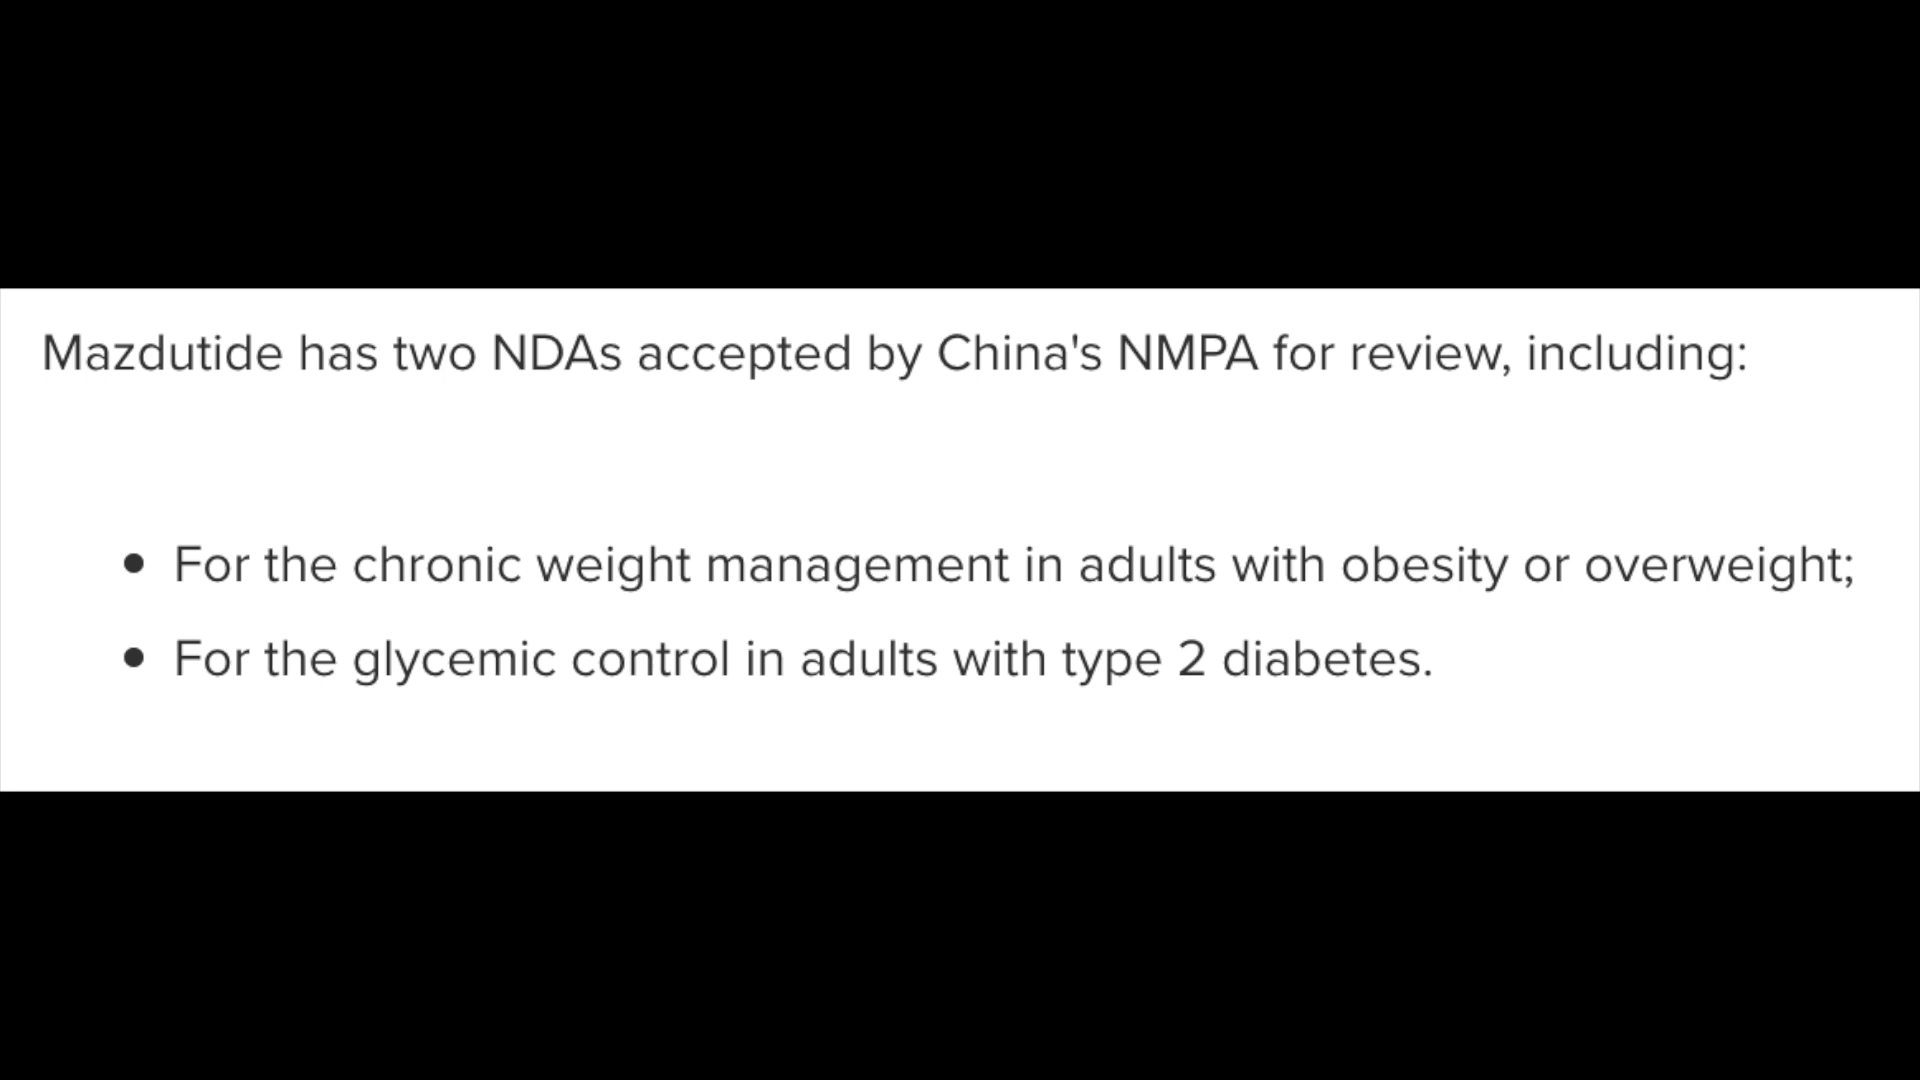 Mazdutide has two NDAs accepted by China's NMPA for review, including:
• For the chronic weight management in adults with obesity or overweight;
• For the glycemic control in adults with type 2 diabetes.